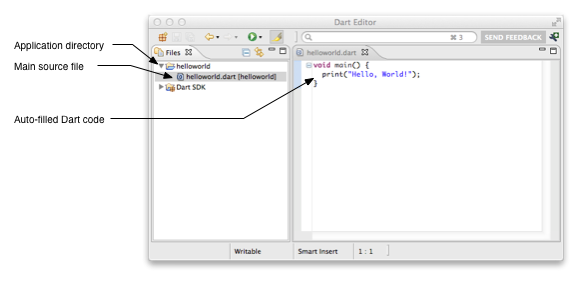 Dart Editor
⌘3
SEND FEEDBACK
Application directory
Files
helloworld.dart
helloworld
void main() {
Main source file
helloworld.dart [helloworld]
print("Hello, World!");
Dart SDK
}
Auto-filled Dart code
Writable
Smart Insert
1 : 1